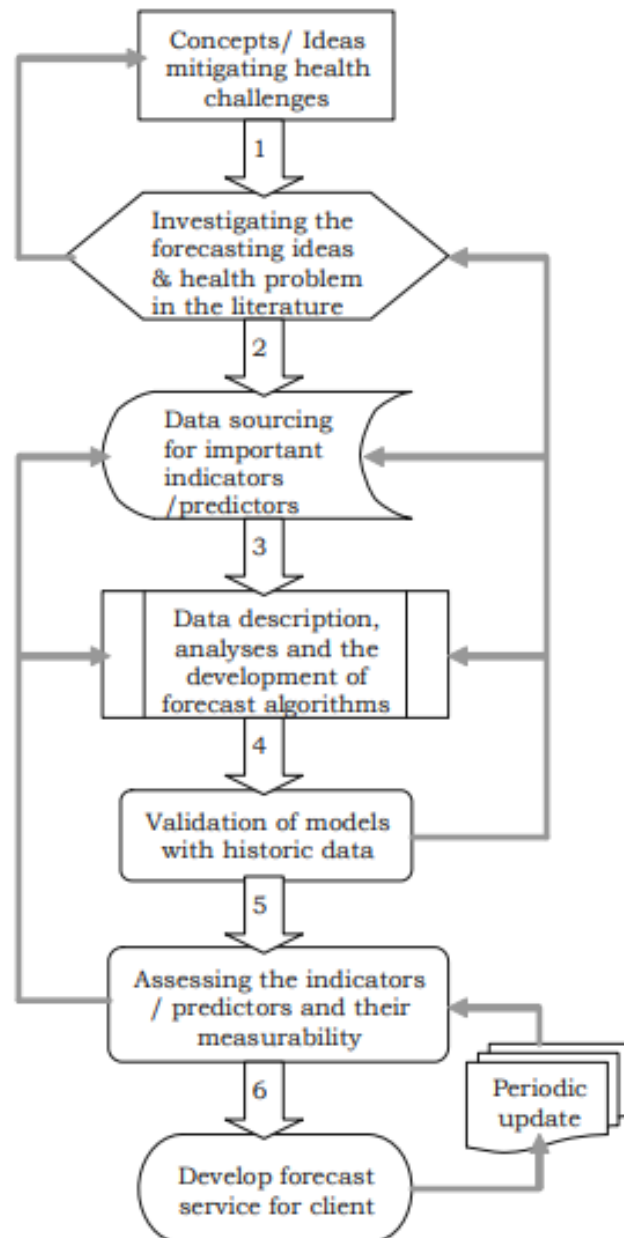 Concepts/ Ideas
mitigating health
challenges
1
Investigating the
forecasting ideas
& health problem
in the literature
2
Data sourcing
for important
indicators
/predictors
3
Data description,
analyses and the
development of
forecast algorithms
4
Validation of models
with historic data
5
Assessing the indicators
/ predictors and their
measurability
6
Periodic
update
Develop forecast
service for client